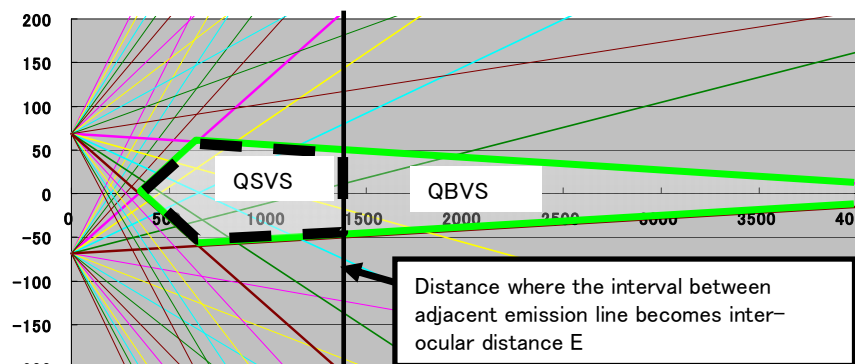 200
150
100
50
0
-50
-100
-150
0 500 1000 1500 2000 2500 3000 3500
QSVS
QBVS
Distance where the interval between
adjacent emission line becomes inter-
ocular distance E